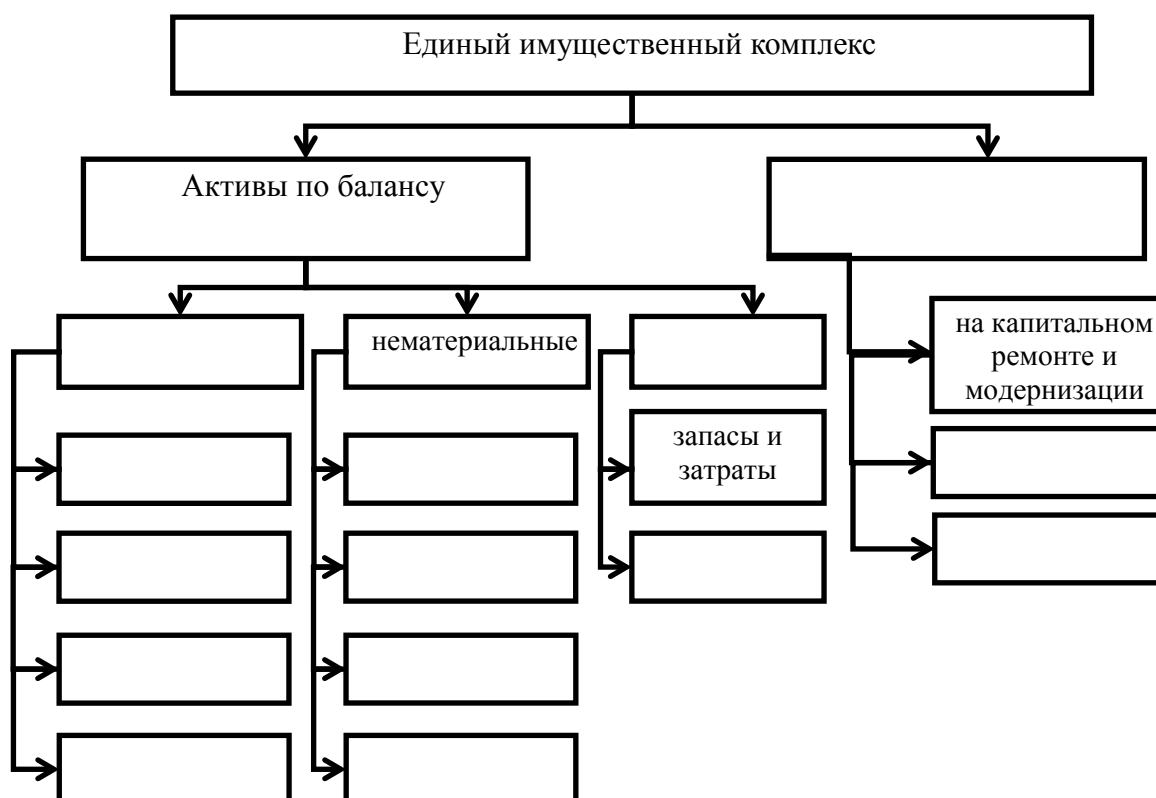 Единый имущественный комплекс
Активы по балансу
нематериальные
запасы и
затраты
на капитальном
ремонте и
модернизации